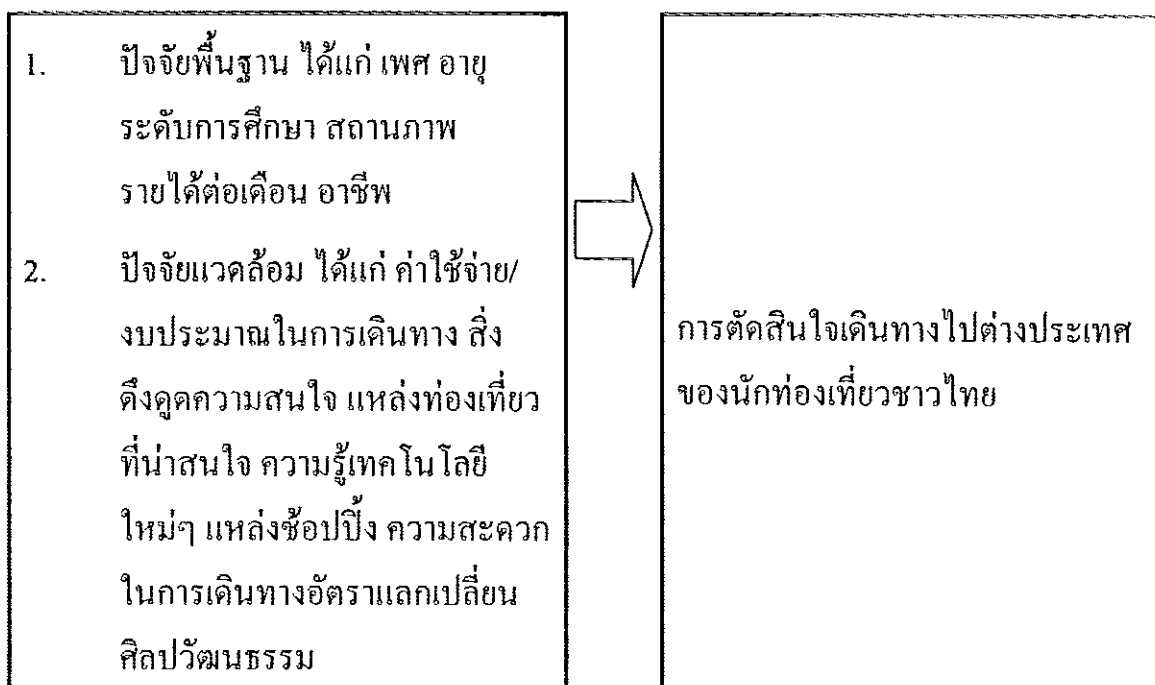 1. ปัจจัยพื้นฐาน ได้แก่ เพศ อายุ
ระดับการศึกษา สถานภาพ
รายได้ต่อเดือน อาชีพ
2. ปัจจัยแวดล้อม ได้แก่ ค่าใช้จ่าย/
งบประมาณในการเดินทาง สิ่ง
ดึงดูดความสนใจ แหล่งท่องเที่ยว
ที่น่าสนใจ ความรู้เทคโนโลยี
ใหม่ๆ แหล่งช้อปปิ้ง ความสะดวก
ในการเดินทางอัตราแลกเปลี่ยน
ศิลปวัฒนธรรม
การตัดสินใจเดินทางไปต่างประเทศ
ของนักท่องเที่ยวชาวไทย